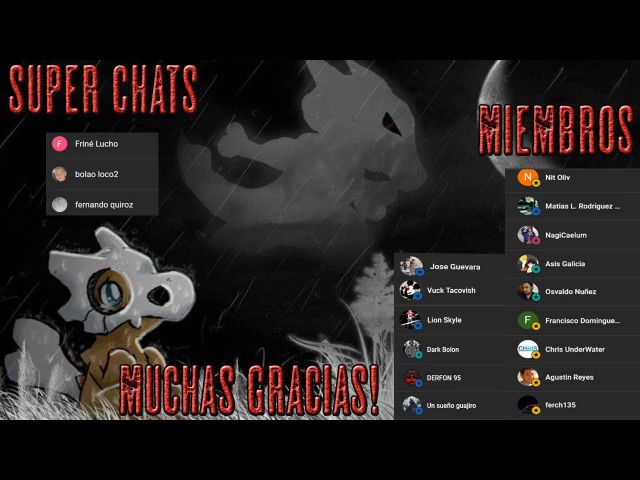 SUPER CHATS
F Friné Lucho
bolao loco2
fernando quiroz
MUCHAS GRACIAS!
MIEMBROS
Jose Guevara
Vuck Tacovish
Lion Skyle
Dark Bolon
DERFON 95
Un sueño guajiro
N Nit Oliv
Matias L. Rodriguez ...
NagiCaelum
Asis Galicia
Osvaldo Nuñez
F Francisco Domingue...
Chris UnderWater
Agustin Reyes
ferch135